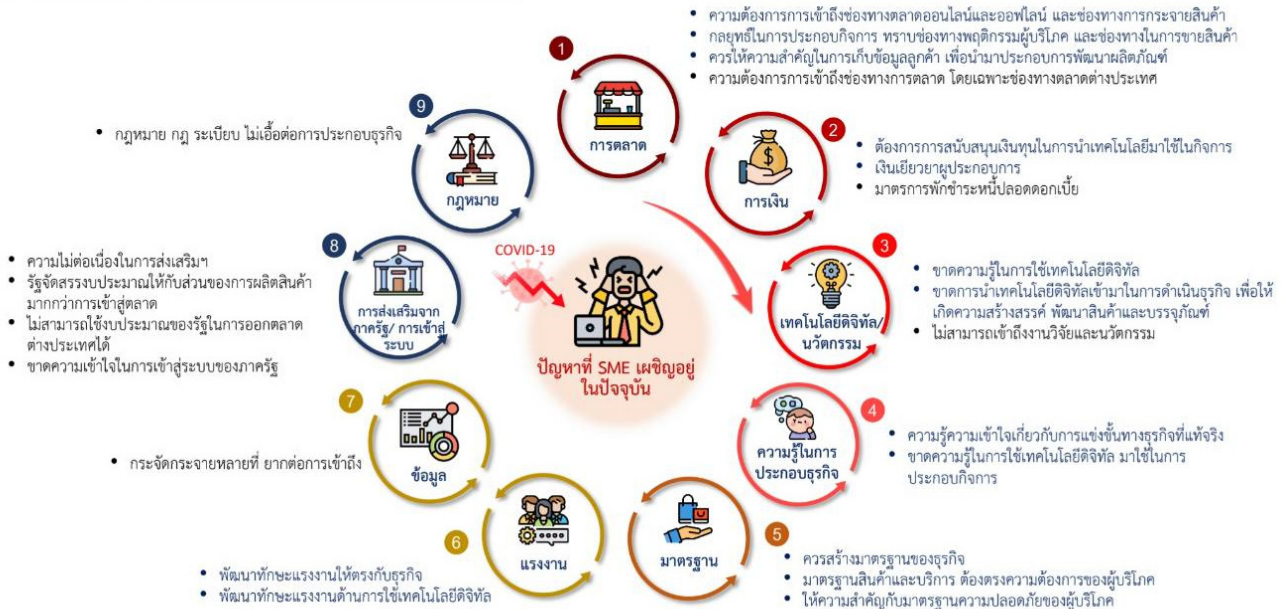 1
การตลาด
• ความต้องการการเข้าถึงช่องทางตลาดออนไลน์และออฟไลน์ และช่องทางการกระจายสินค้า
• กลยุทธ์ในการประกอบกิจการ ทราบช่องทางพฤติกรรมผู้บริโภค และช่องทางในการขายสินค้า
• ควรให้ความสำคัญในการเก็บข้อมูลลูกค้า เพื่อนำมาประกอบการพัฒนาผลิตภัณฑ์
• ความต้องการการเข้าถึงช่องทางการตลาด โดยเฉพาะช่องทางตลาดต่างประเทศ
2
การเงิน
• ต้องการการสนับสนุนเงินทุนในการนำเทคโนโลยีมาใช้ในกิจการ
• เงินเยียวยาผู้ประกอบการ
• มาตรการพักชำระหนี้ปลอดดอกเบี้ย
3
เทคโนโลยีดิจิทัล/
นวัตกรรม
• ขาดความรู้ในการใช้เทคโนโลยีดิจิทัล
• ขาดการนำเทคโนโลยีดิจิทัลเข้ามาในการดำเนินธุรกิจ เพื่อให้
เกิดความสร้างสรรค์ พัฒนาสินค้าและบรรจุภัณฑ์
• ไม่สามารถเข้าถึงงานวิจัยและนวัตกรรม
4
ความรู้ในการ
ประกอบธุรกิจ
• ความรู้ความเข้าใจเกี่ยวกับการแข่งขันทางธุรกิจที่แท้จริง
• ขาดความรู้ในการใช้เทคโนโลยีดิจิทัล มาใช้ในการ
ประกอบกิจการ
5
มาตรฐาน
• ควรสร้างมาตรฐานของธุรกิจ
• มาตรฐานสินค้าและบริการ ต้องตรงความต้องการของผู้บริโภค
• ให้ความสำคัญกับมาตรฐานความปลอดภัยของผู้บริโภค
6
แรงงาน
• พัฒนาทักษะแรงงานให้ตรงกับธุรกิจ
• พัฒนาทักษะแรงงานด้านการใช้เทคโนโลยีดิจิทัล
7
ข้อมูล
• กระจัดกระจายหลายที่ ยากต่อการเข้าถึง
8
การส่งเสริมจาก
ภาครัฐ/ การเข้าสู่
ระบบ
• ความไม่ต่อเนื่องในการส่งเสริมฯ
• รัฐจัดสรรงบประมาณให้กับส่วนของการผลิตสินค้า
มากกว่าการเข้าสู่ตลาด
• ไม่สามารถใช้งบประมาณของรัฐในการออกตลาด
ต่างประเทศได้
• ขาดความเข้าใจในการเข้าสู่ระบบของภาครัฐ
9
กฎหมาย
• กฎหมาย กฎ ระเบียบ ไม่เอื้อต่อการประกอบธุรกิจ
COVID-19
ปัญหาที่ SME เผชิญอยู่
ในปัจจุบัน